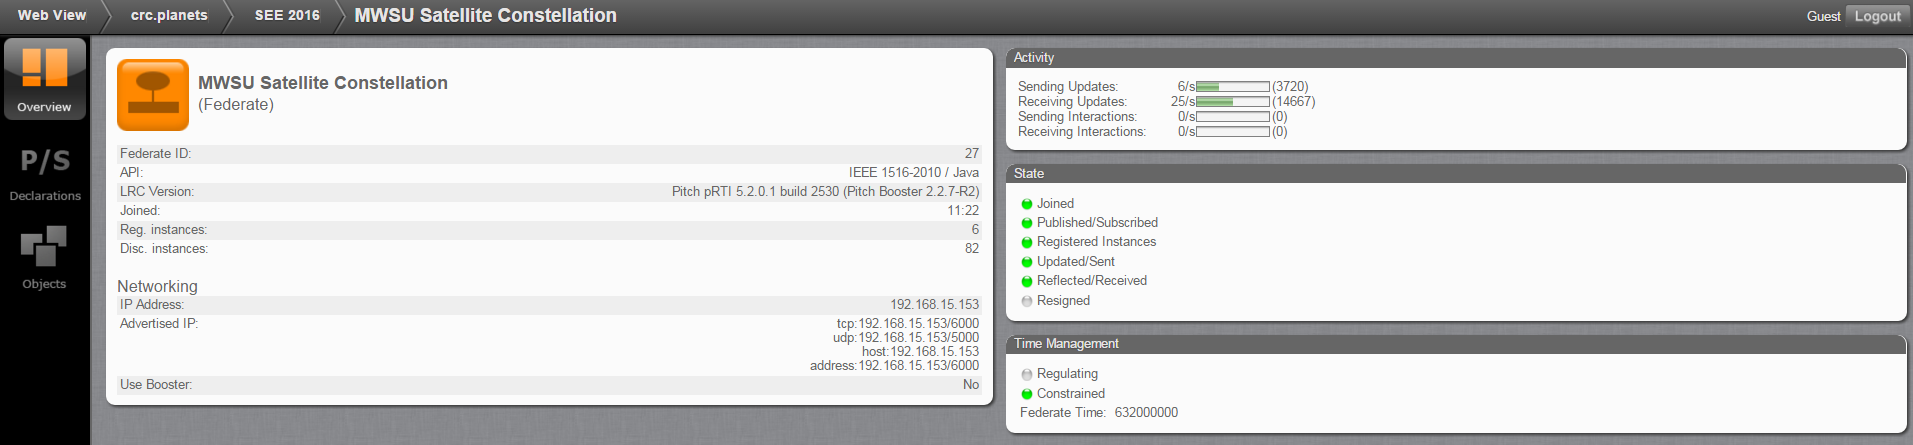 Web View crc.planets SEE 2016 MWSU Satellite Constellation Guest Logout
Overview
P/S
Declarations
Objects
MWSU Satellite Constellation
(Federate)
Federate ID: 27
API: IEEE 1516-2010 / Java
LRC Version: Pitch pRTI 5.2.0.1 build 2530 (Pitch Booster 2.2.7-R2)
Joined: 11:22
Reg. instances: 6
Disc. instances: 82
Networking
IP Address: 192.168.15.153
Advertised IP: tcp:192.168.15.153/6000
udp:192.168.15.153/5000
host:192.168.15.153
address:192.168.15.153/6000
Use Booster: No
Activity
Sending Updates: 6/s (3720)
Receiving Updates: 25/s (14667)
Sending Interactions: 0/s (0)
Receiving Interactions: 0/s (0)
State
Joined
Published/Subscribed
Registered Instances
Updated/Sent
Reflected/Received
Resigned
Time Management
Regulating
Constrained
Federate Time: 632000000